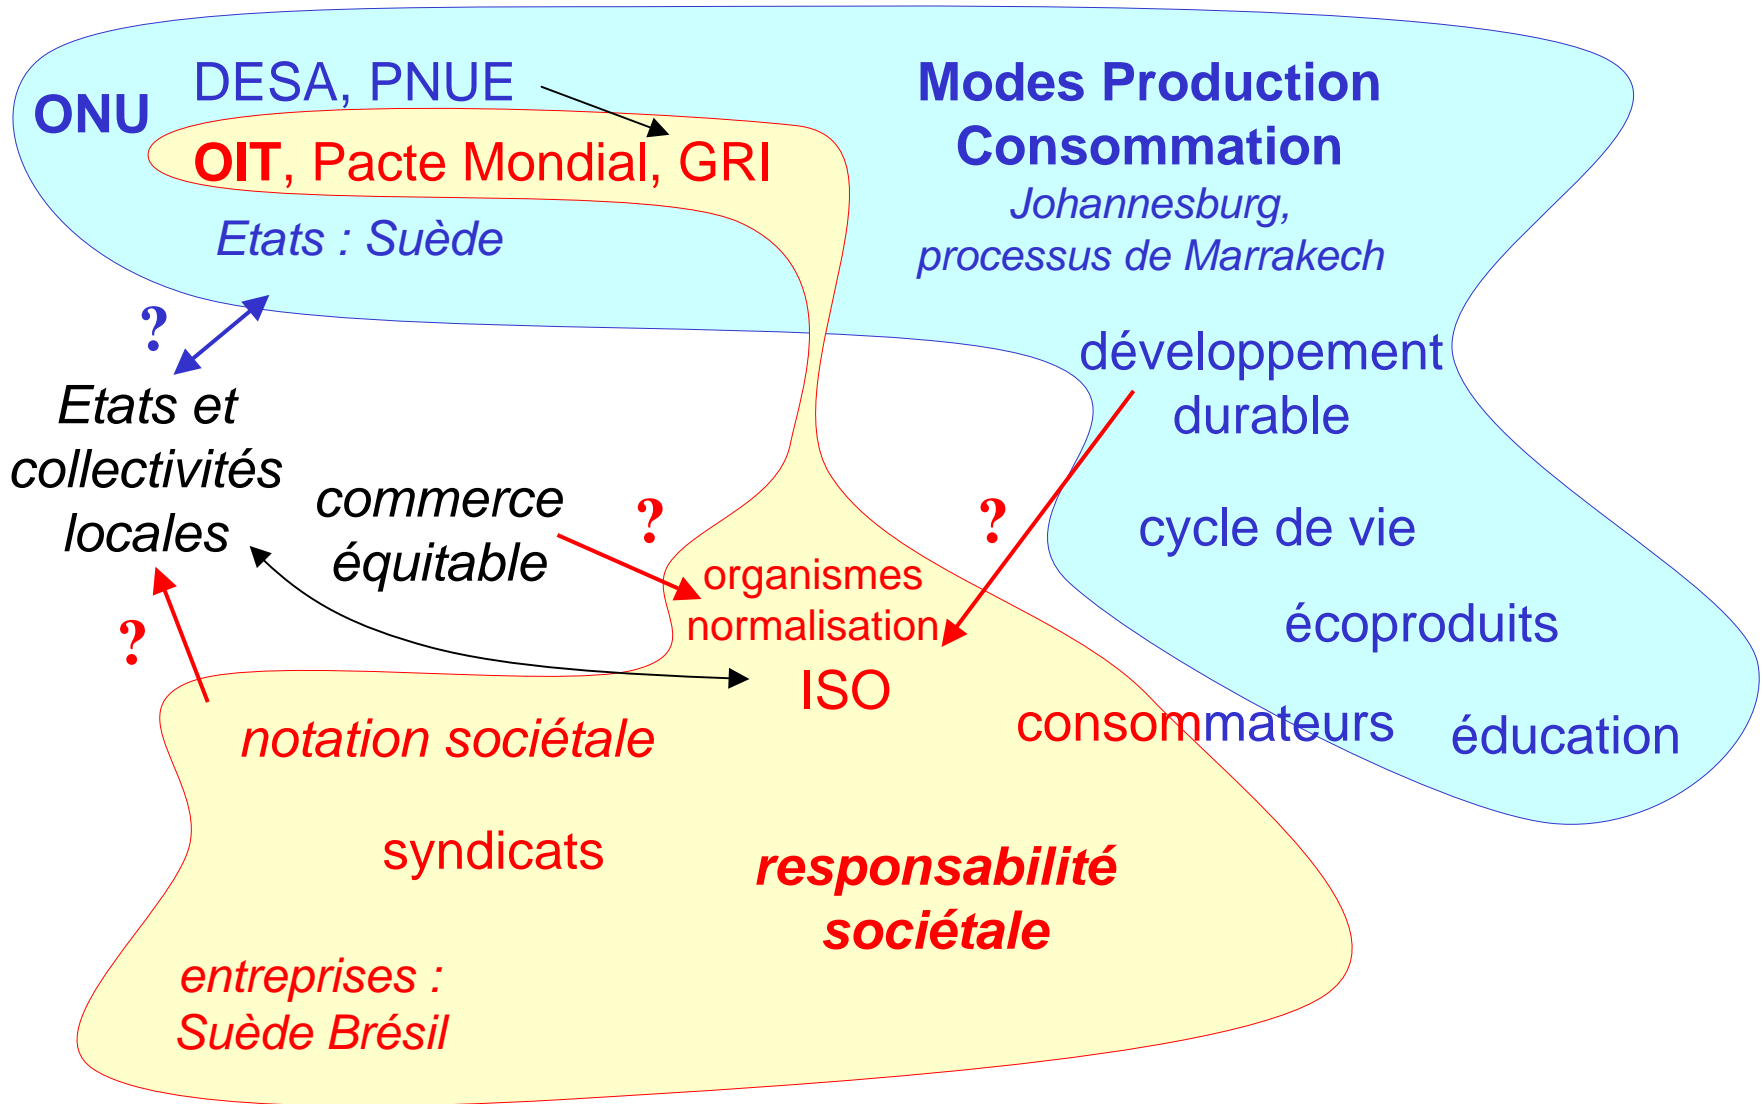 DESA, PNUE
ONU
OIT, Pacte Mondial, GRI
Etats : Suède
Modes Production
Consommation
Johannesburg,
processus de Marrakech
?
Etats et
collectivités
locales
commerce
équitable
?
?
développement
durable
cycle de vie
écoproduits
éducation
organismes
normalisation
ISO
consommateurs
?
notation sociétale
syndicats
responsabilité
sociétale
entreprises :
Suède Brésil